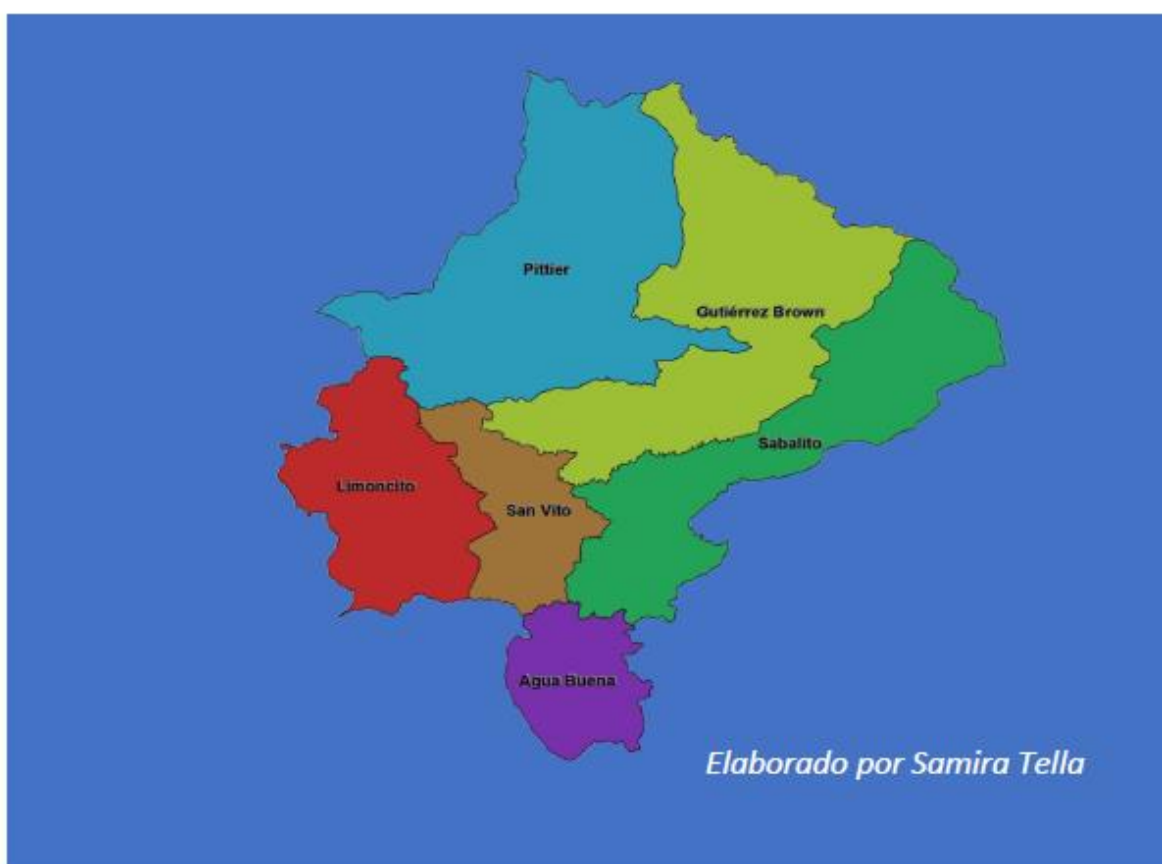 Pittier
Gutiérrez Brown
Sabalito
Limoncito
San Vito
Agua Buena
Elaborado por Samira Tella